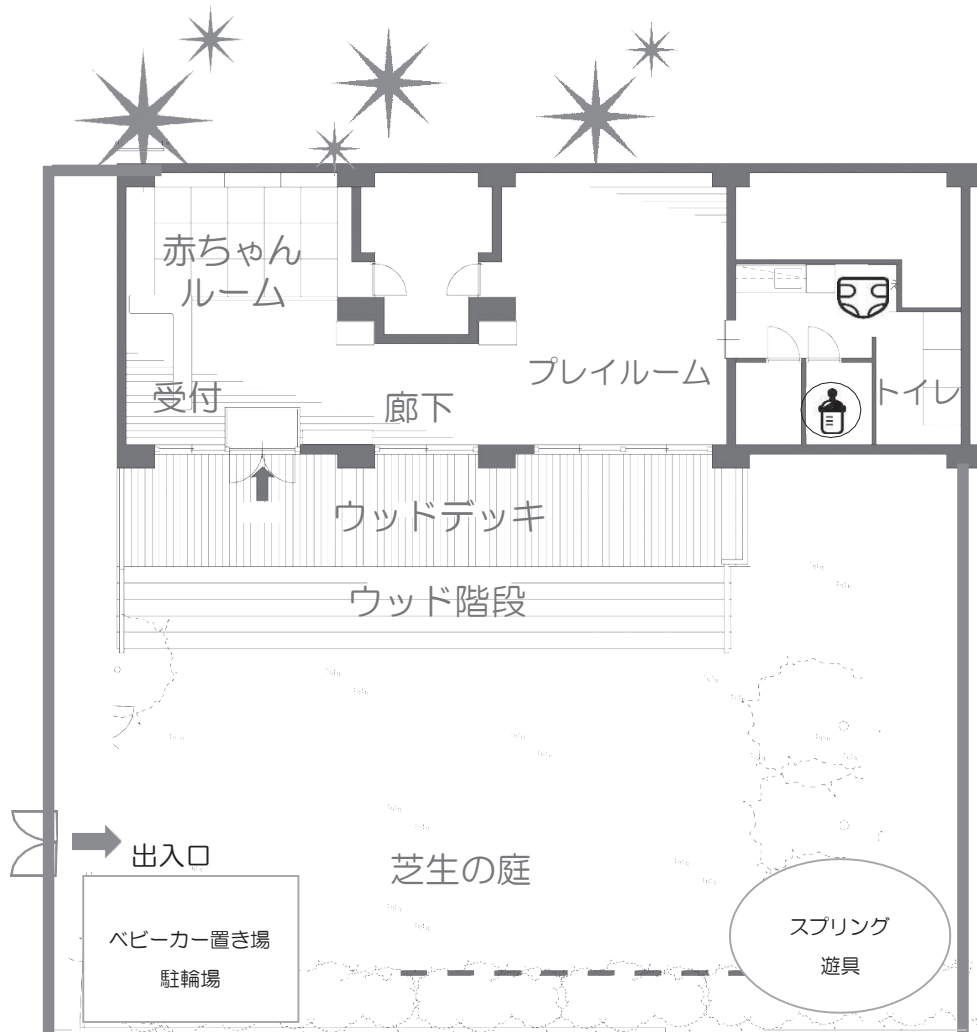 赤ちゃん
ルーム
プレイルーム
トイレ
受付
廊下
ウッドデッキ
ウッド階段
出入口
芝生の庭
ベビーカー置き場
駐輪場
スプリング
遊具